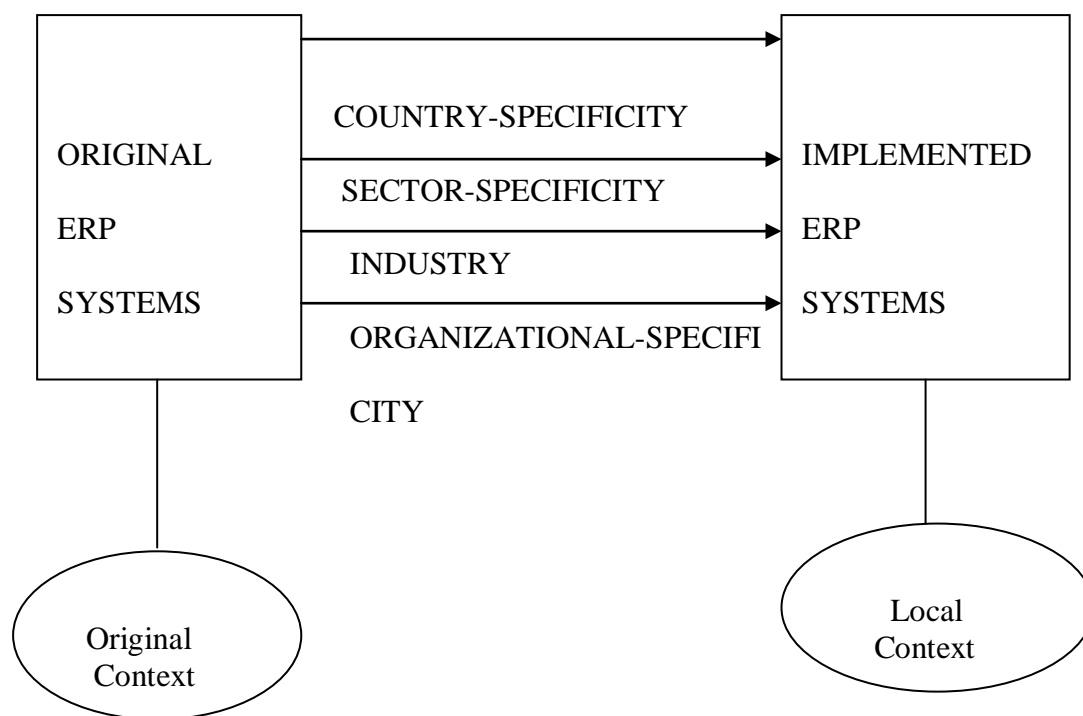 ORIGINAL
ERP
SYSTEMS
COUNTRY-SPECIFICITY
SECTOR-SPECIFICITY
INDUSTRY
ORGANIZATIONAL-SPECIFI
CITY
IMPLEMENTED
ERP
SYSTEMS
Original
Context
Local
Context